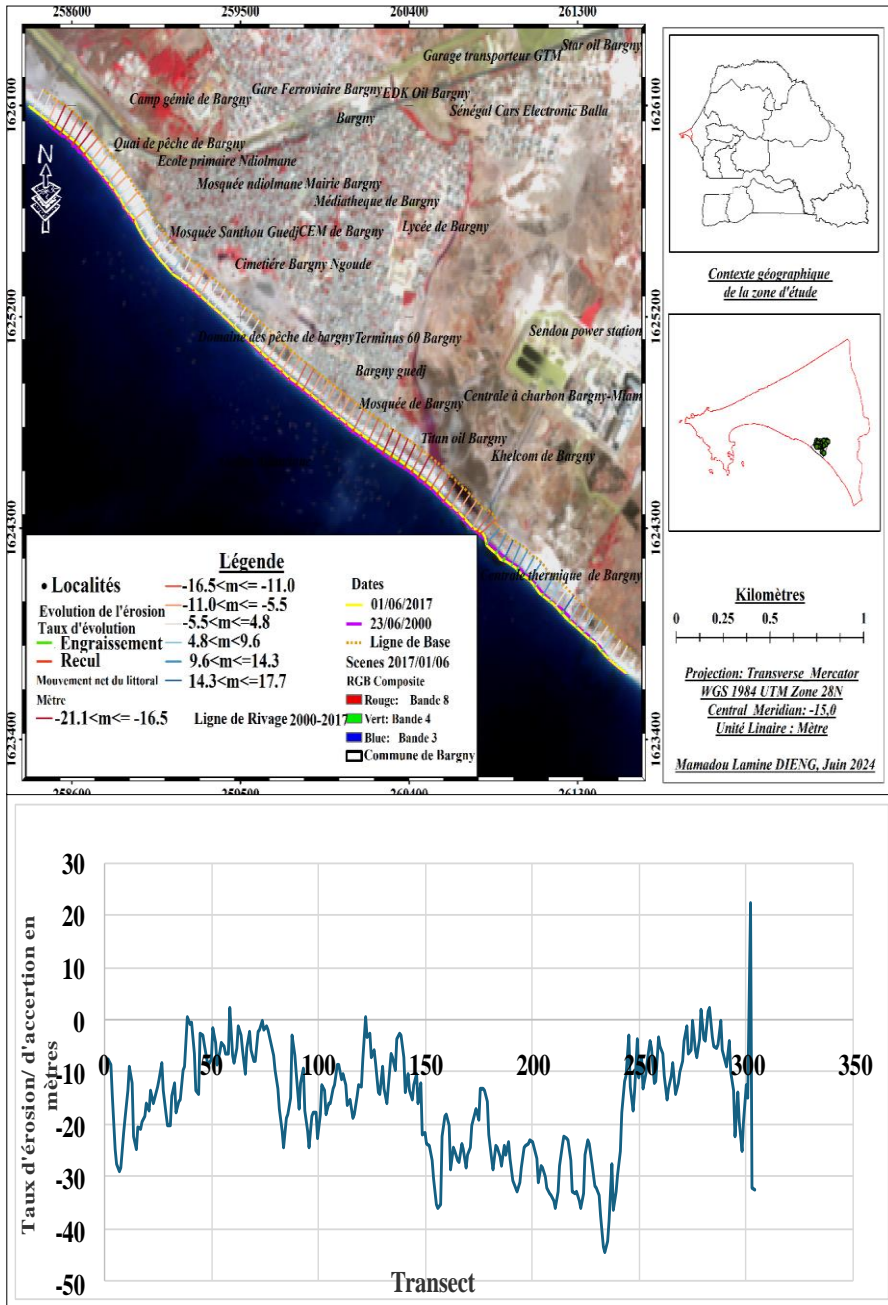 258600 259500 260400 261300
Star oil Bargny
Garage transporteur GTM
Gare Ferroviaire Bargny
EDK Oil Bargny
Camp gémie de Bargny
Sénégal Cars Electronic Balla
Bargny
Quai de pêche de Bargny
Ecole primaire Ndiolmane
Mosquée ndiolmane Mairie Bargny
Médiatheque de Bargny
Mosquée Santhou Guedj CEM de Bargny
Lycée de Bargny
Cimetiére Bargny Ngoude
Sendou power station
Domaine des pêche de bargny Terminus 60 Bargny
Bargny guedj
Centrale à charbon Bargny-Miam
Mosquée de Bargny
Titan oil Bargny
Khelcom de Bargny
Centrale thermique de Bargny
1626100
1625200
1624300
1623400
1626100
1625200
1624300
1623400
N
Légende
• Localités
Evolution de l'érosion
Taux d'évolution
Engraissement
Recul
Mouvement net du littoral
Mètre
-21.1<m<= -16.5
-16.5<m<= -11.0
-11.0<m<= -5.5
-5.5<m<=4.8
4.8<m<9.6
9.6<m<=14.3
14.3<m<=17.7
Ligne de Rivage 2000-2017
Dates
01/06/2017
23/06/2000
Ligne de Base
Scenes 2017/01/06
RGB Composite
Rouge: Bande 8
Vert: Bande 4
Blue: Bande 3
Commune de Bargny
258600 259500 260400 261300
Contexte géographique
de la zone d'étude
Kilomètres
0 0.25 0.5 1
Projection: Transverse Mercator
WGS 1984 UTM Zone 28N
Central Meridian: -15,0
Unité Linaire : Mètre
Mamadou Lamine DIENG, Juin 2024
Taux d'érosion/ d'accertion en
mètres
30
20
10
0
-10
-20
-30
-40
-50
0 50 100 150 200 250 300 350
Transect